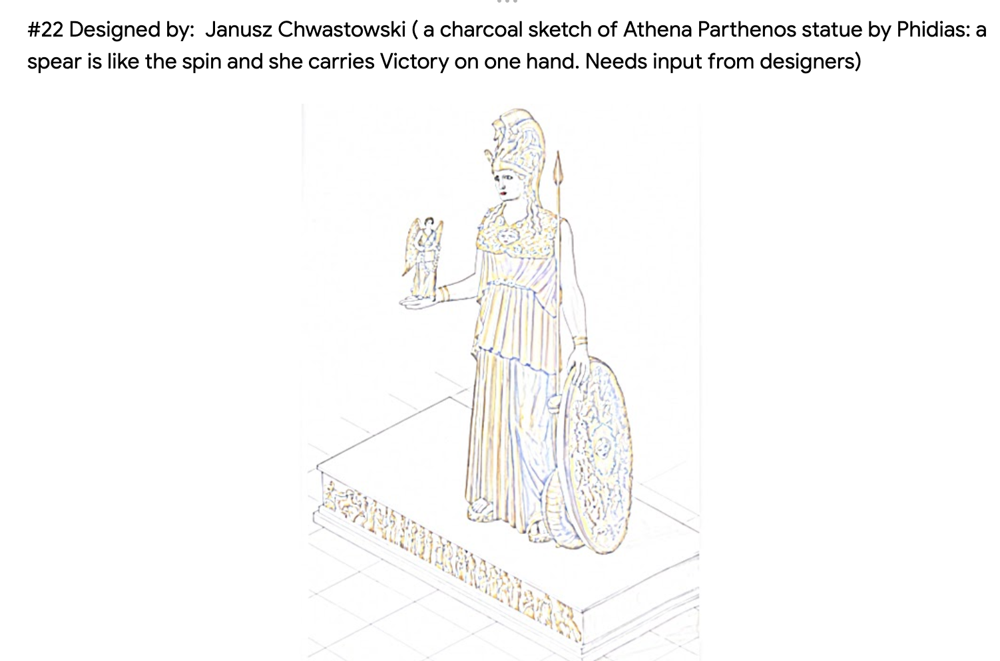 #22 Designed by:  Janusz Chwastowski ( a charcoal sketch of Athena Parthenos statue by Phidias: a
spear is like the spin and she carries Victory on one hand. Needs input from designers)